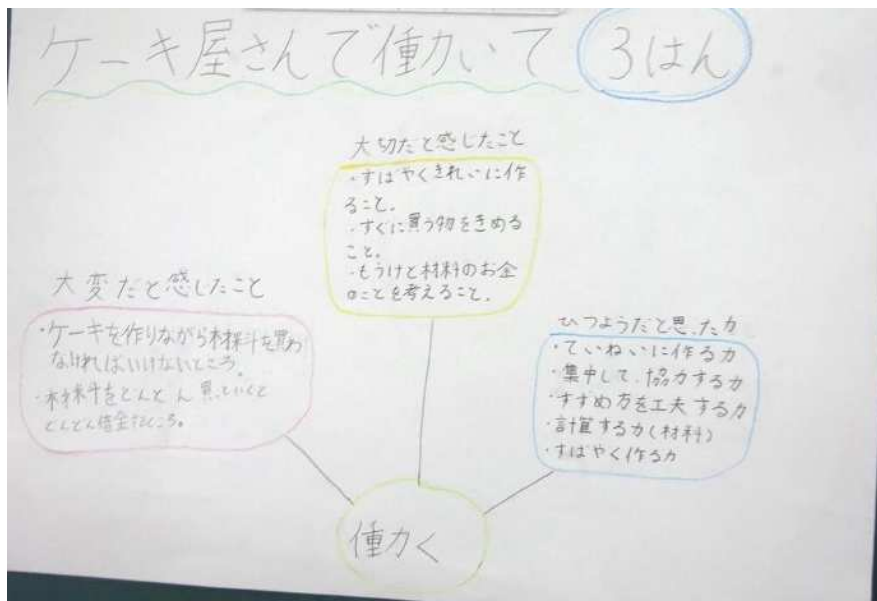 ケーキ屋さんで働いて
3はん
大切だと感じたこと
・すばやくきれいに作
ること。
・すぐに買う物をきめる
こと。
・もうけと材料のお金
のことを考えること。
大変だと感じたこと
・ケーキを作りながら材料を買わ
なければいけないところ。
・材料をどんどん買っていくと
どんどん借金なところ。
ひつようだと思った力
・ていねいに作る力
・集中して、協力する力
・すすめ方を工夫する力
・計算する力(材料)
・すばやく作る力
働く